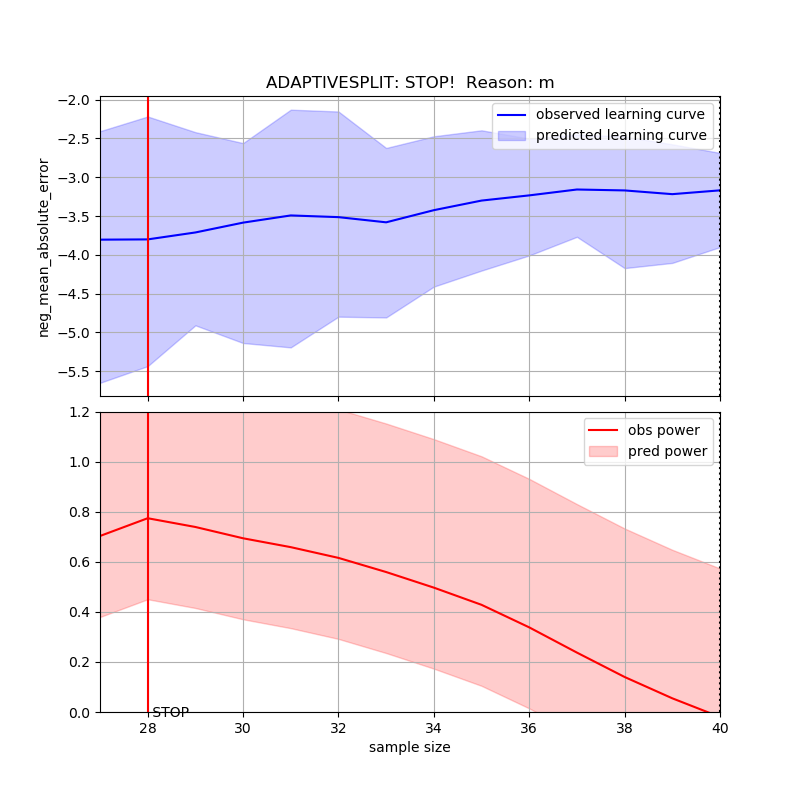 ADAPTIVESPLIT: STOP!  Reason: m
neg_mean_absolute_error
−2.0
−2.5
−3.0
−3.5
−4.0
−4.5
−5.0
−5.5
observed learning curve
predicted learning curve
1.2
1.0
0.8
0.6
0.4
0.2
0.0
obs power
pred power
STOP
28 30 32 34 36 38 40
sample size